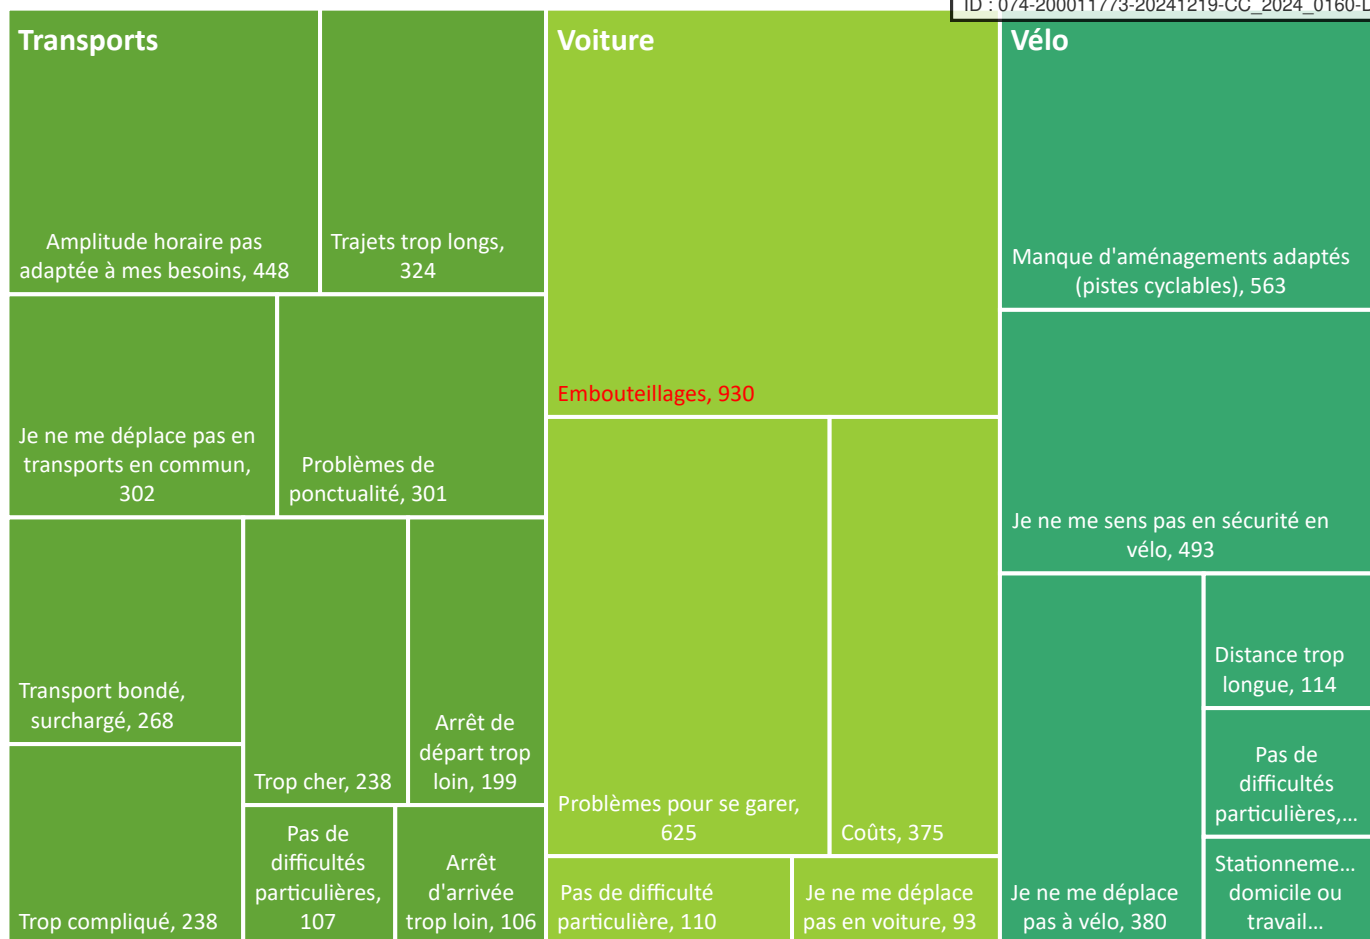 ID : 074-200011773-20241219-CC_2024_0160-D
Transports
Amplitude horaire pas
adaptée à mes besoins, 448
Trajets trop longs,
324
Je ne me déplace pas en
transports en commun,
302
Problèmes de
ponctualité, 301
Transport bondé,
surchargé, 268
Trop compliqué, 238
Trop cher, 238
Arrêt de
départ trop
loin, 199
Pas de
difficultés
particulières,
107
Arrêt
d'arrivée
trop loin, 106
Voiture
Embouteillages, 930
Problèmes pour se garer,
625
Coûts, 375
Pas de difficulté
particulière, 110
Je ne me déplace
pas en voiture, 93
Vélo
Manque d'aménagements adaptés
(pistes cyclables), 563
Je ne me sens pas en sécurité en
vélo, 493
Je ne me déplace
pas à vélo, 380
Distance trop
longue, 114
Pas de
difficultés
particulières,...
Stationneme...
domicile ou
travail...